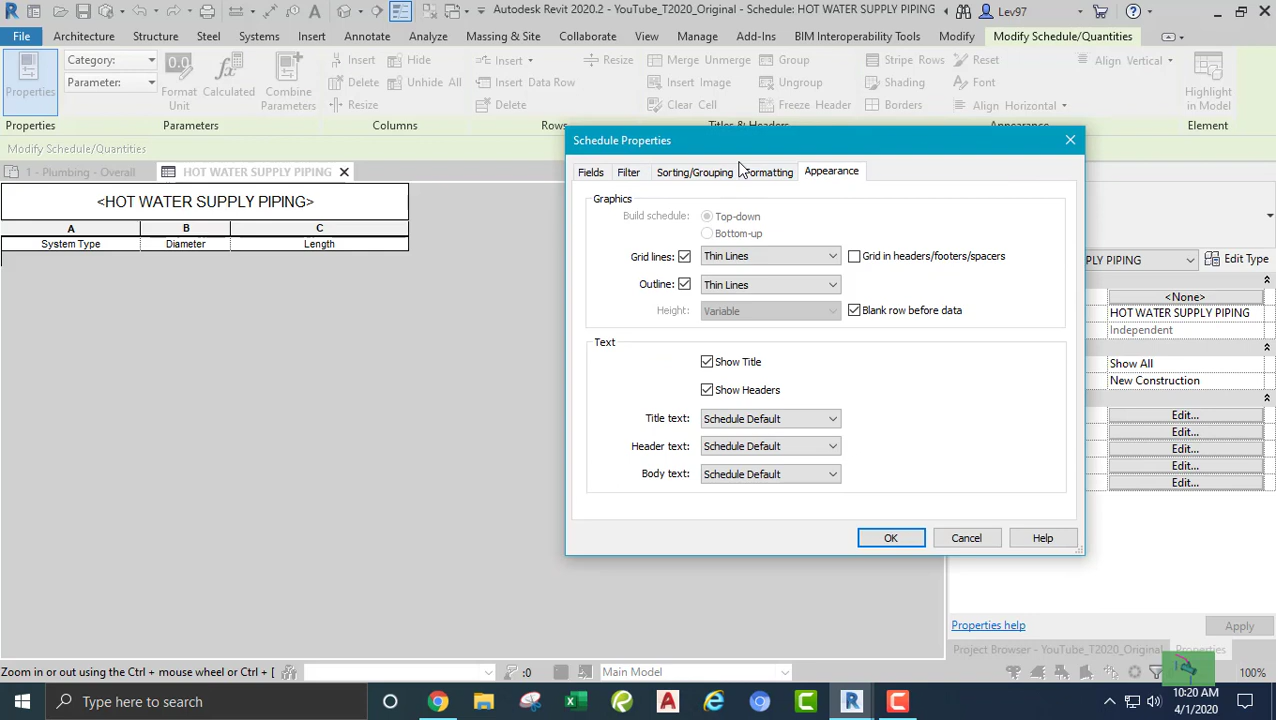 Autodesk Revit 2020.2 - YouTube_T2020_Original - Schedule: HOT WATER SUPPLY PIPING
Lev97
File
Architecture
Structure
Steel
Systems
Insert
Annotate
Analyze
Massing & Site
Collaborate
View
Manage
Add-Ins
BIM Interoperability Tools
Modify
Modify Schedule/Quantities
Properties
Category:
Parameter:
Format Unit
Calculated
Combine Parameters
Insert
Delete
Resize
Hide
Unhide All
Insert
Insert Data Row
Delete
Resize
Merge Unmerge
Insert Image
Clear Cell
Group
Ungroup
Freeze Header
Stripe Rows
Shading
Borders
Reset
Font
Align Horizontal
Align Vertical
Highlight in Model
Properties
Parameters
Columns
Rows
Titles & Headers
Appearance
Element
Modify Schedule/Quantities
1 - Plumbing - Overall
HOT WATER SUPPLY PIPING
<HOT WATER SUPPLY PIPING>
A B C
System Type Diameter Length
Schedule Properties
Fields
Filter
Sorting/Grouping
Formatting
Appearance
Graphics
Build schedule:
Top-down
Bottom-up
Grid lines:
Thin Lines
Grid in headers/footers/spacers
Outline:
Thin Lines
Height:
Variable
Blank row before data
Text
Show Title
Show Headers
Title text:
Schedule Default
Header text:
Schedule Default
Body text:
Schedule Default
OK
Cancel
Help
PLY PIPING
Edit Type
<None>
HOT WATER SUPPLY PIPING
Independent
Show All
New Construction
Edit...
Edit...
Edit...
Edit...
Edit...
Properties help
Apply
Project Browser - YouTube_T2020_Original
Properties
Zoom in or out using the Ctrl + mouse wheel or Ctrl + [
:0
Main Model
100%
Type here to search
10:20 AM
4/1/2020